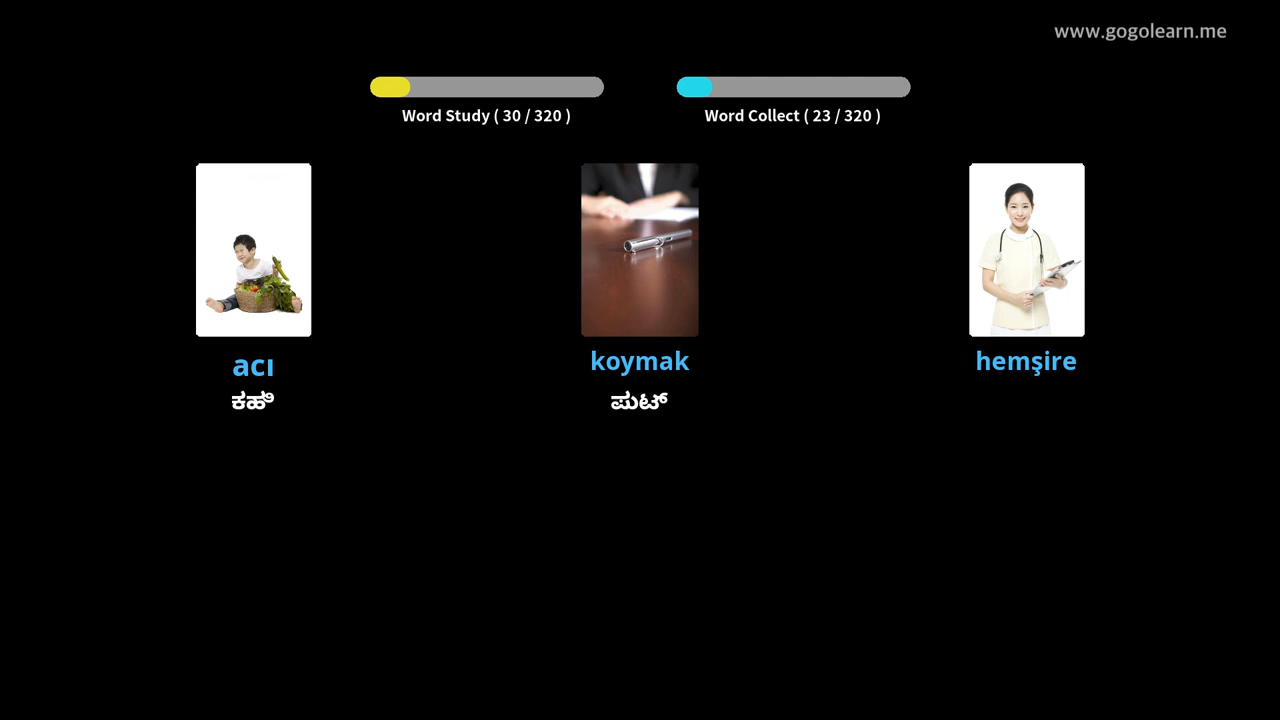 www.gogolearn.me
Word Study ( 30 / 320 )
Word Collect ( 23 / 320 )
acı
koymak
hemşire
ಕಹಿ
ಪುಟ್